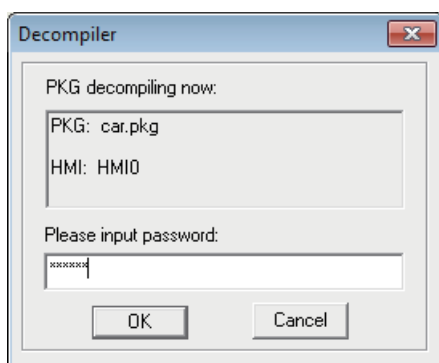 Decompiler
PKG decompiling now:
PKG: car.pkg
HMI: HMI0
Please input password:
******
OK
Cancel